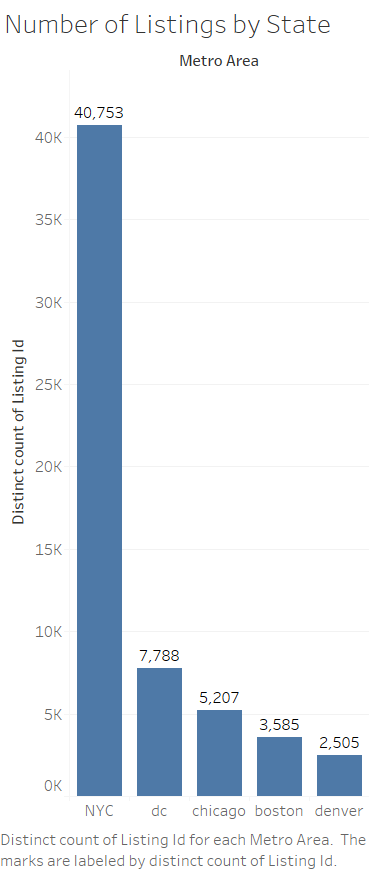 Number of Listings by State
Metro Area
40,753
40K
35K
30K
25K
20K
15K
10K
5K
0K
Distinct count of Listing Id
7,788
5,207
3,585
2,505
NYC dc chicago boston denver
Distinct count of Listing Id for each Metro Area. The
marks are labeled by distinct count of Listing Id.